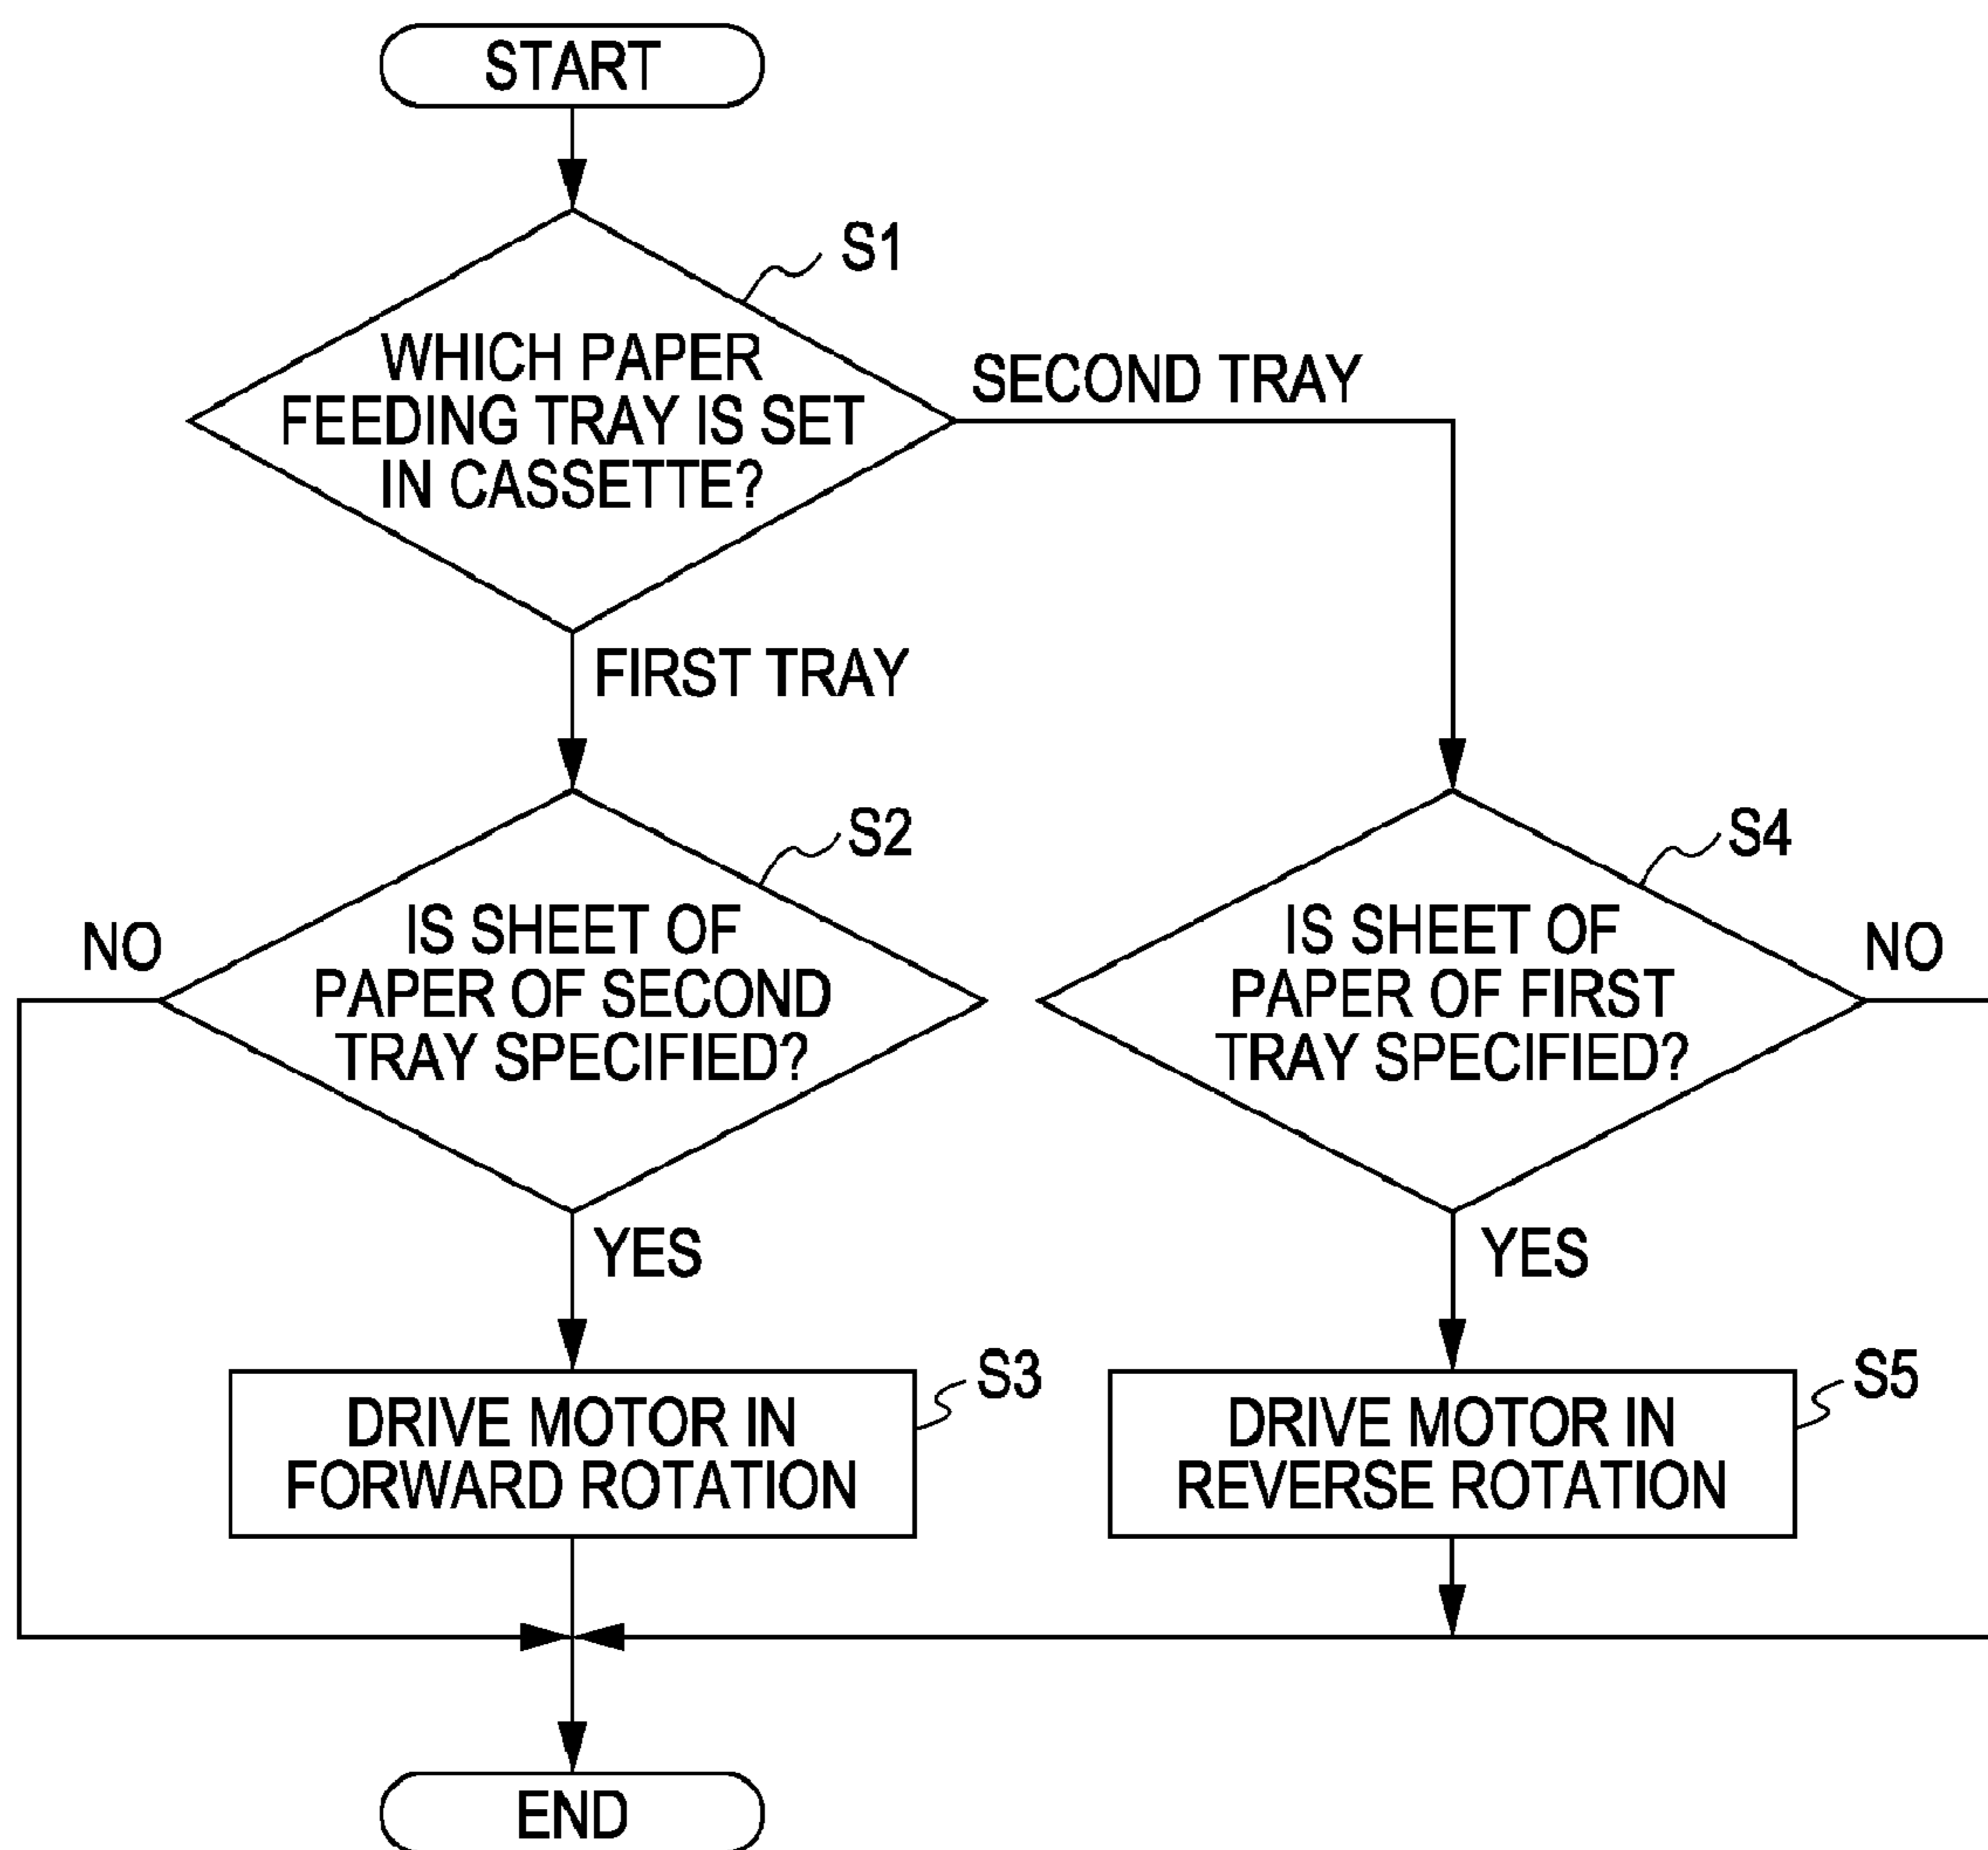 START
S1
WHICH PAPER
FEEDING TRAY IS SET
IN CASSETTE?
SECOND TRAY
FIRST TRAY
S2
IS SHEET OF
PAPER OF SECOND
TRAY SPECIFIED?
NO
S4
IS SHEET OF
PAPER OF FIRST
TRAY SPECIFIED?
NO
YES
YES
S3
DRIVE MOTOR IN
FORWARD ROTATION
S5
DRIVE MOTOR IN
REVERSE ROTATION
END